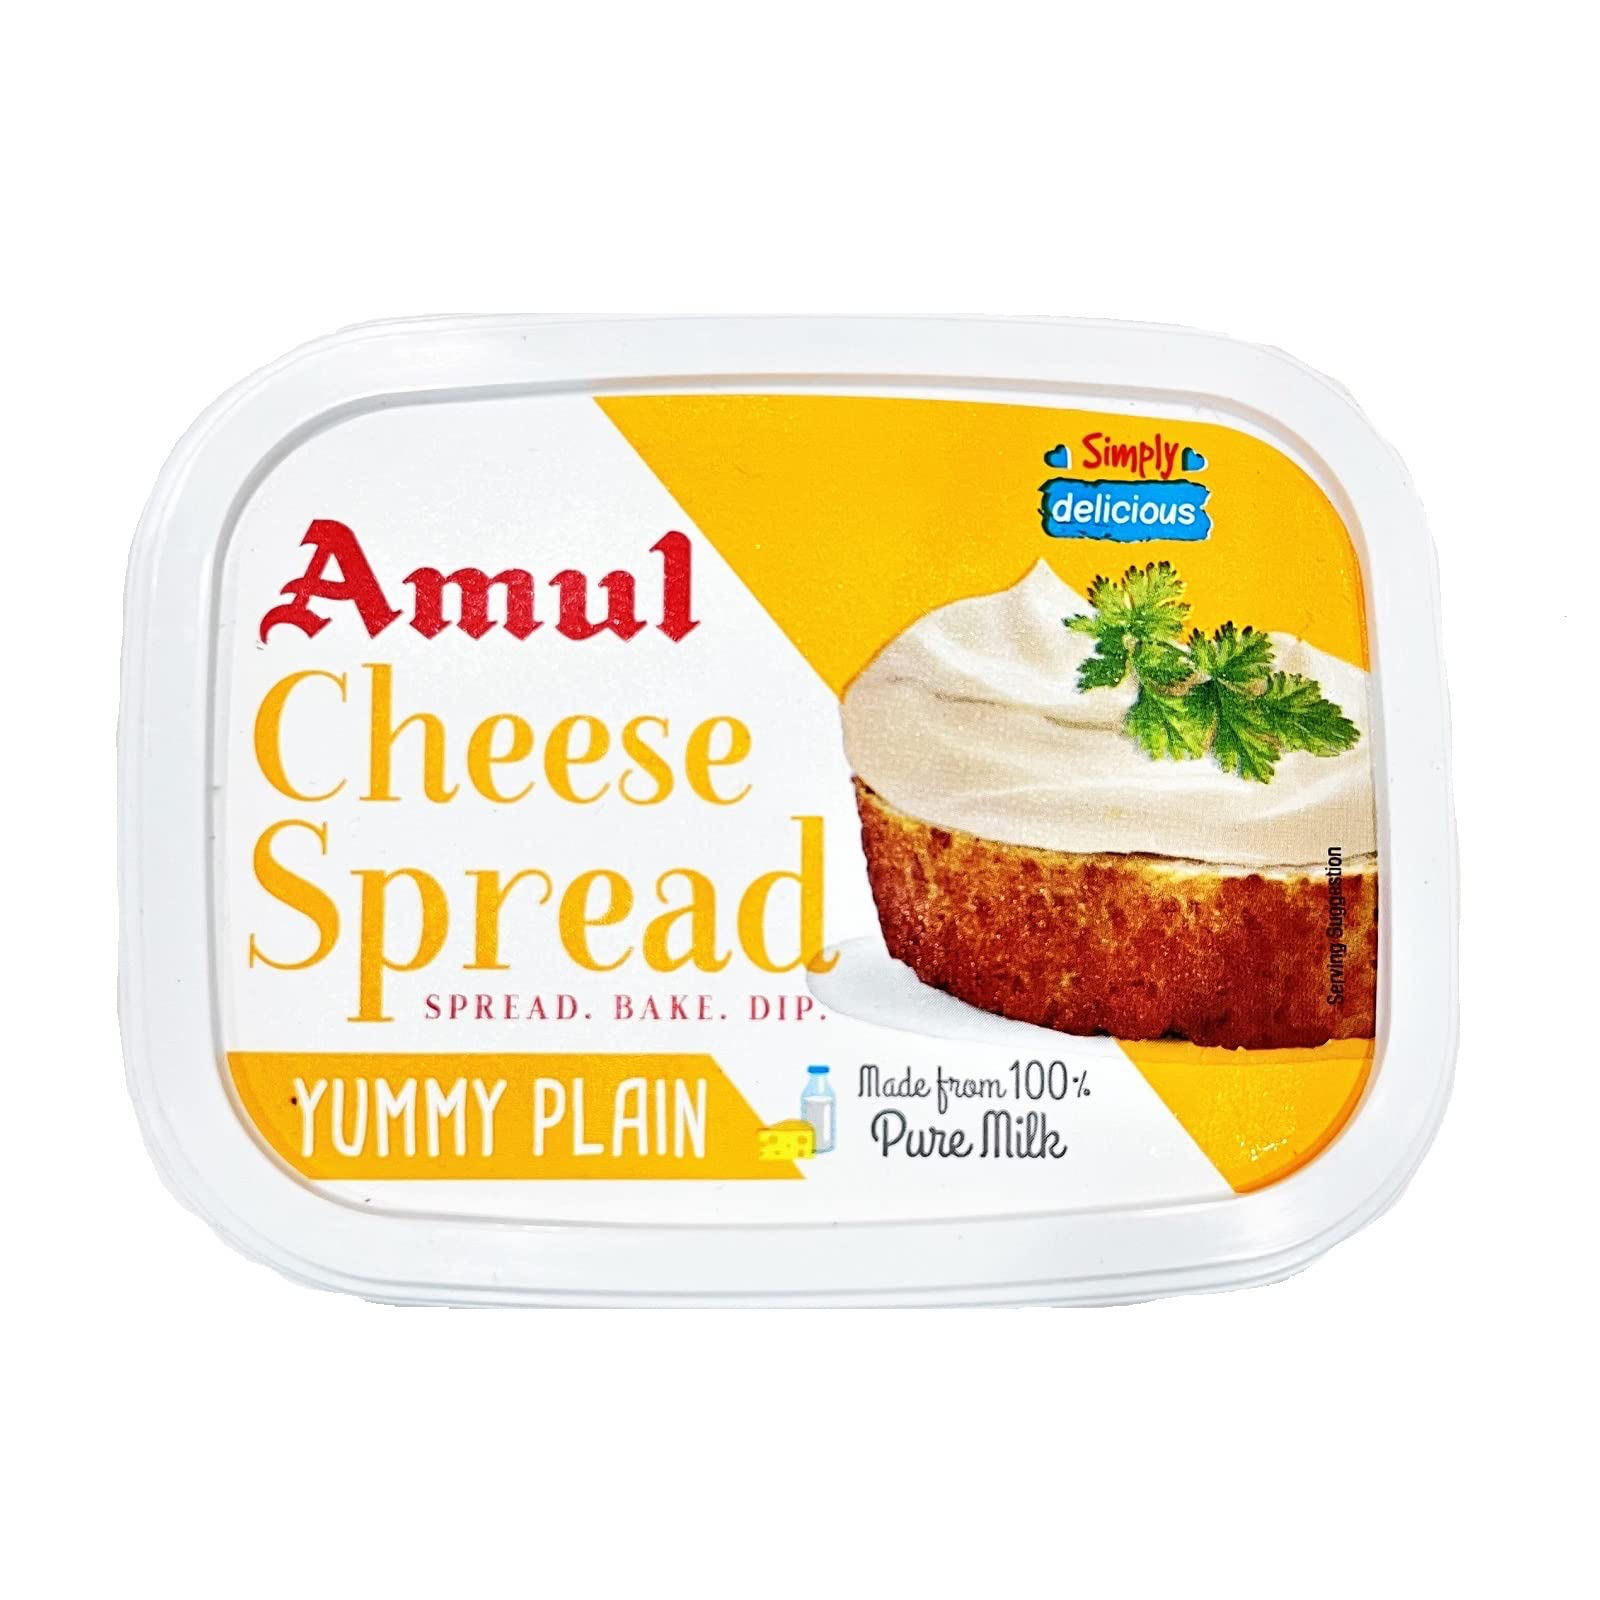 Simply
delicious
Amul
Cheese
Spread
SPREAD. BAKE. DIP.
YUMMY PLAIN
Made from 100%
Pure Milk
Serving Suggestion